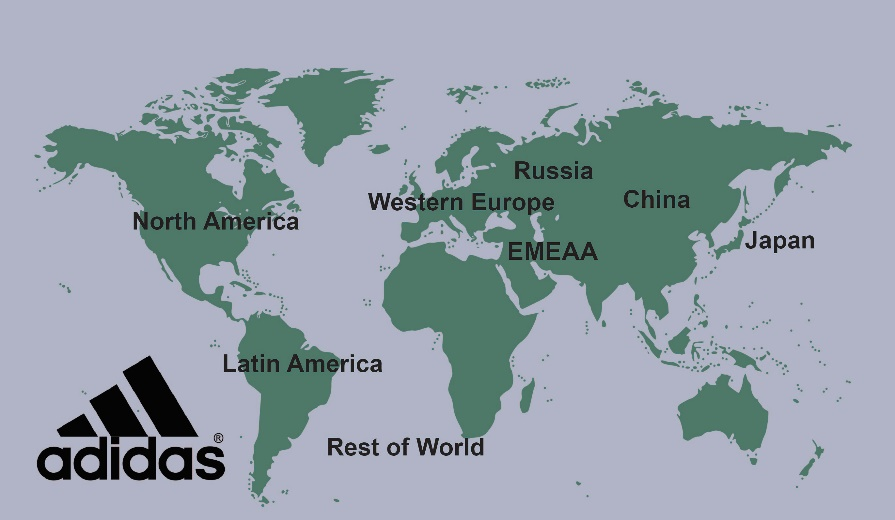 Russia
Western Europe
China
North America
Japan
EMEAA
Latin America
Rest of World
adidas®